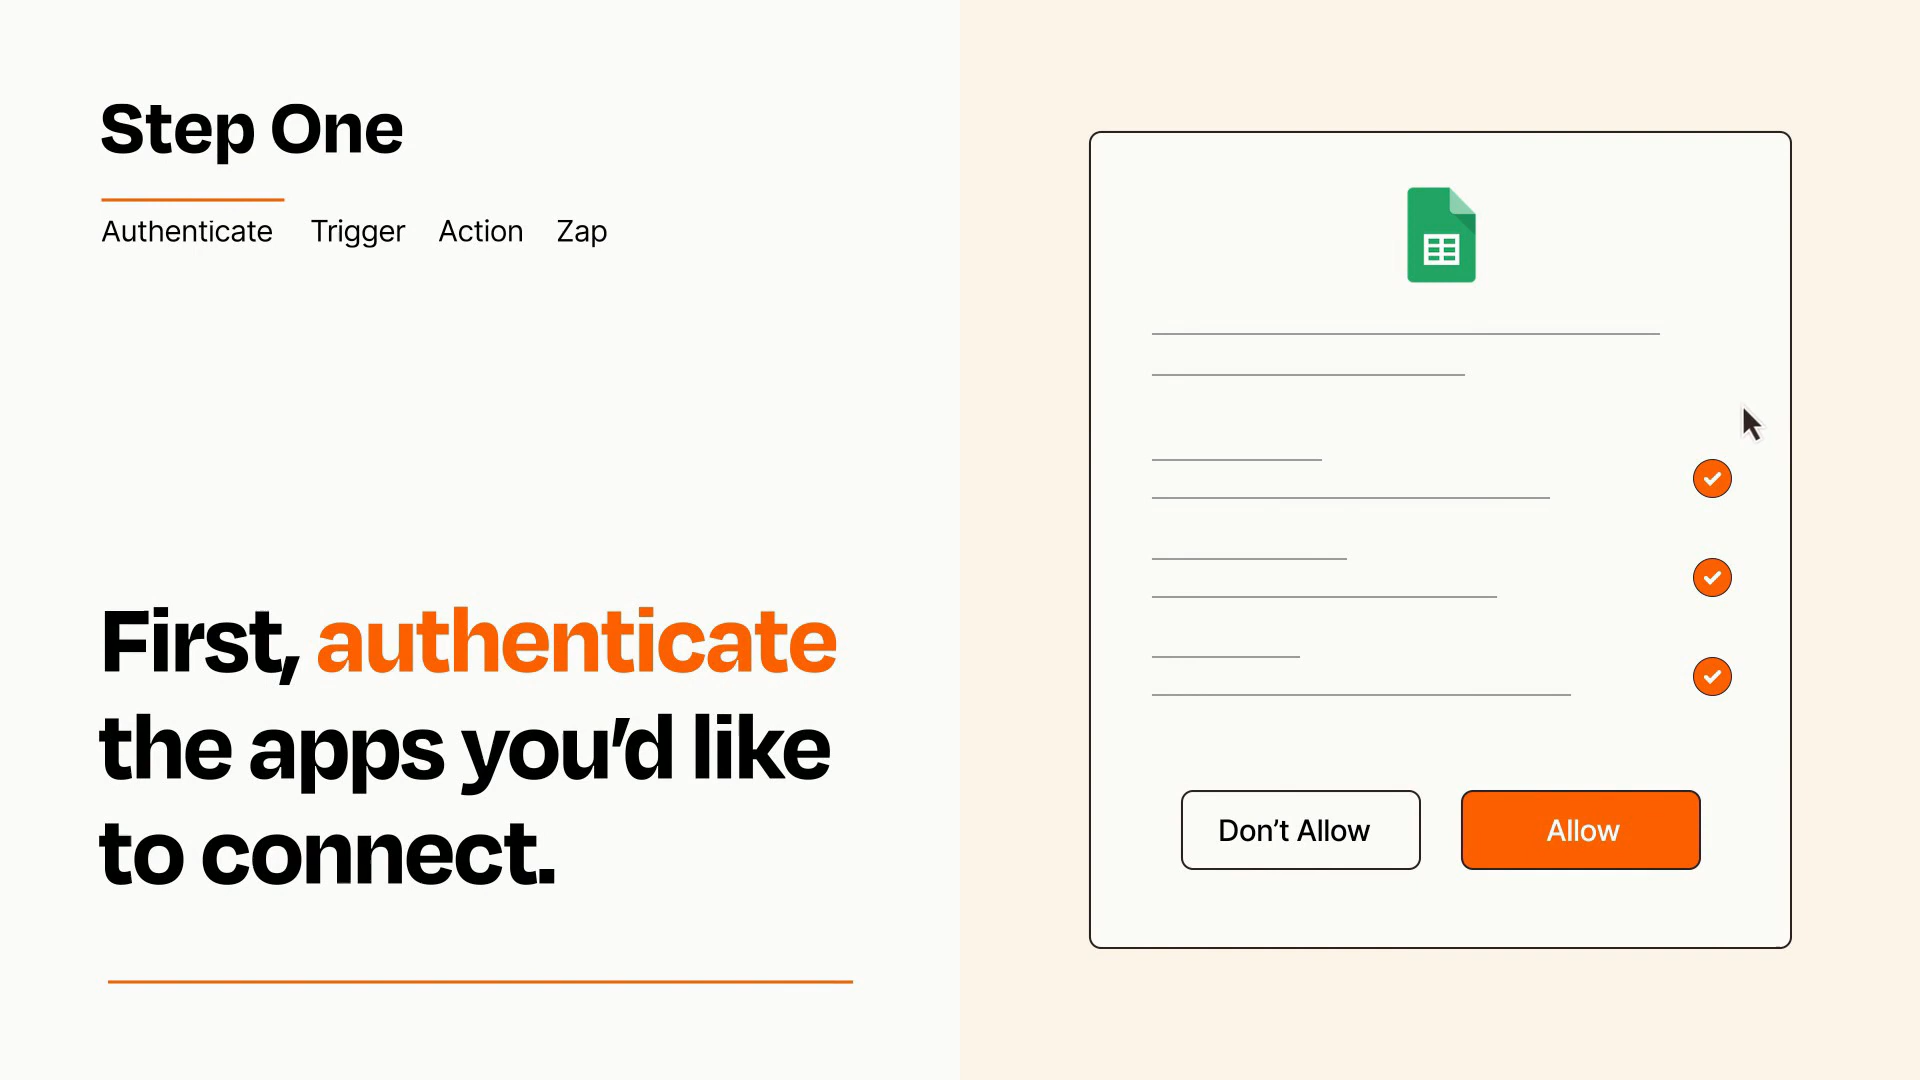 Step One
Authenticate Trigger Action Zap
First, authenticate
the apps you’d like
to connect.
Don’t Allow
Allow